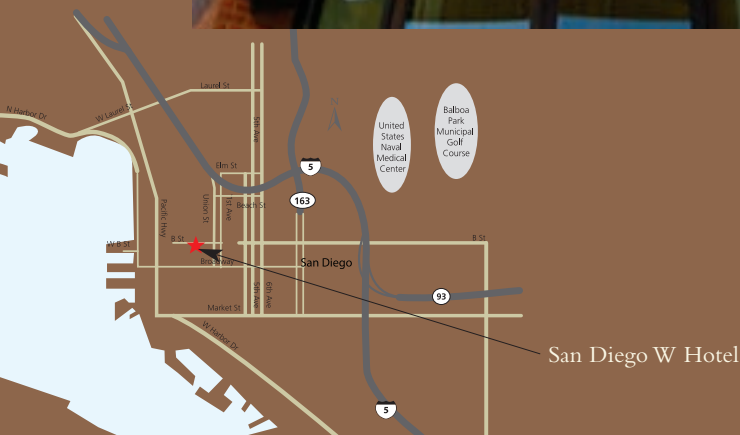 Laurel St
N Harbor Dr
W Laurel St
5th Ave
N
United
States
Naval
Medical
Center
Balboa
Park
Municipal
Golf
Course
Elm St
5
163
Union St
1st Ave
Beach St
Pacific Hwy
W B St
B St
B St
Broadway
San Diego
5th Ave
6th Ave
93
Market St
W Harbor Dr
San Diego W Hotel
5